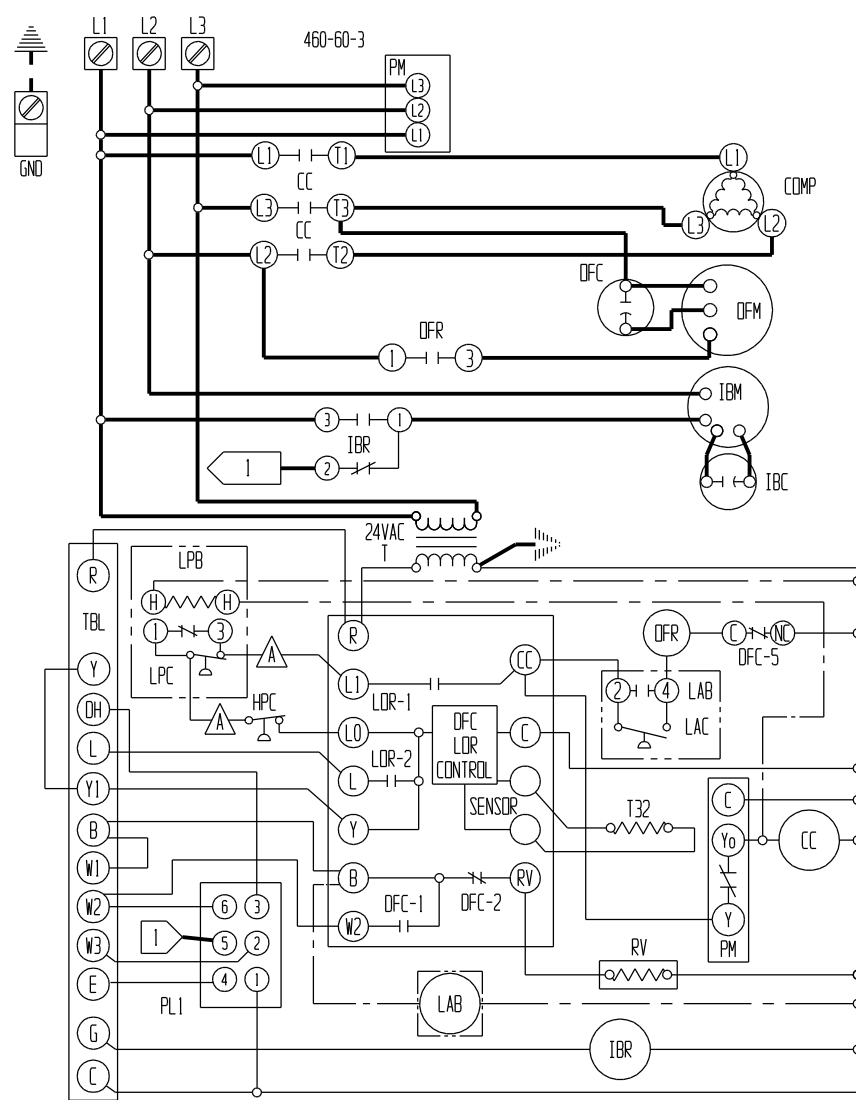 L1 L2 L3
460-60-3
PM
L3
L2
L1
GND
L1 T1
L1
CC
COMP
L3 T3
L3 L2
CC
L2 T2
OFC
OFM
OFR
1 3
IBM
3 1
IBR
1 2
IBC
24VAC
T
LPB
R
H H
TBL
1 3
R
OFR C NC
DFC-5
LPC A
CC
Y
L1
2 4 LAB
LOR-1
HPC
LAC
DH
A
LO
DFC
LOR
CONTROL
C
L
LOR-2
L
Y1
SENSOR
T32
C
B
Y
Yo CC
W1
B
DFC-2
RV
DFC-1
W2
6 3
W2
Y
PM
1 5 2
W3
RV
E
4 1
PL1
LAB
G
IBR
C